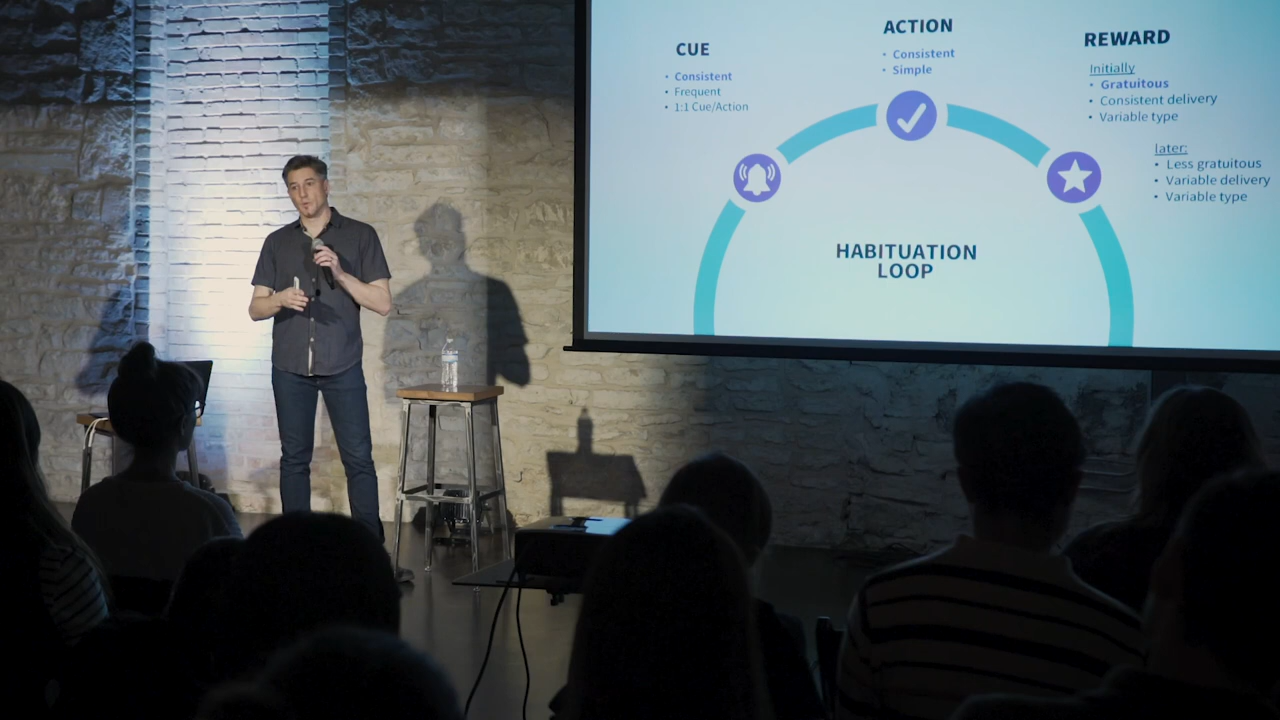 CUE
• Consistent
• Frequent
• 1:1 Cue/Action
ACTION
• Consistent
• Simple
REWARD
Initially
• Gratuitous
• Consistent delivery
• Variable type
later:
• Less gratuitous
• Variable delivery
• Variable type
HABITUATION
LOOP